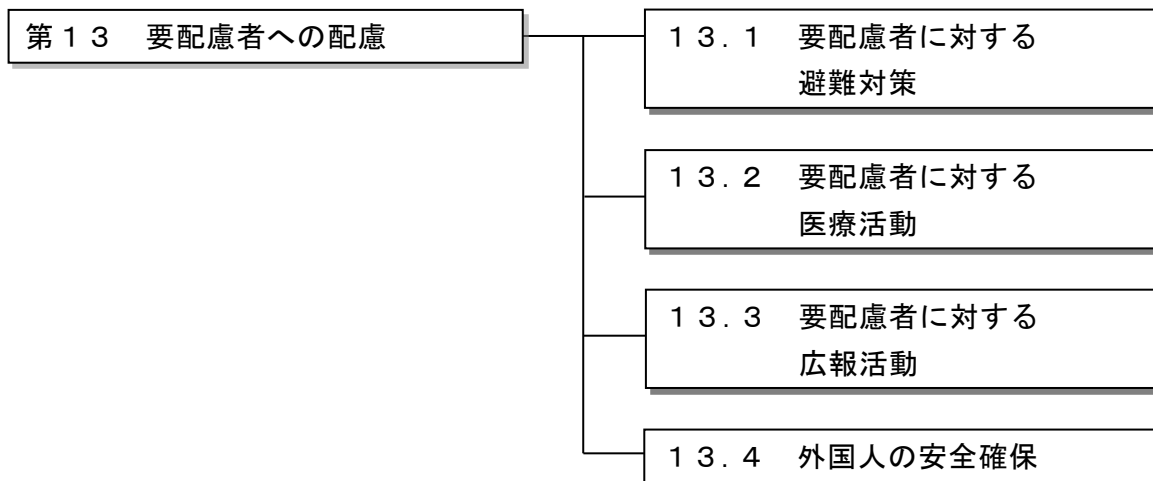 第１３　要配慮者への配慮
１３．１　要配慮者に対する
避難対策
１３．２　要配慮者に対する
医療活動
１３．３　要配慮者に対する
広報活動
１３．４　外国人の安全確保